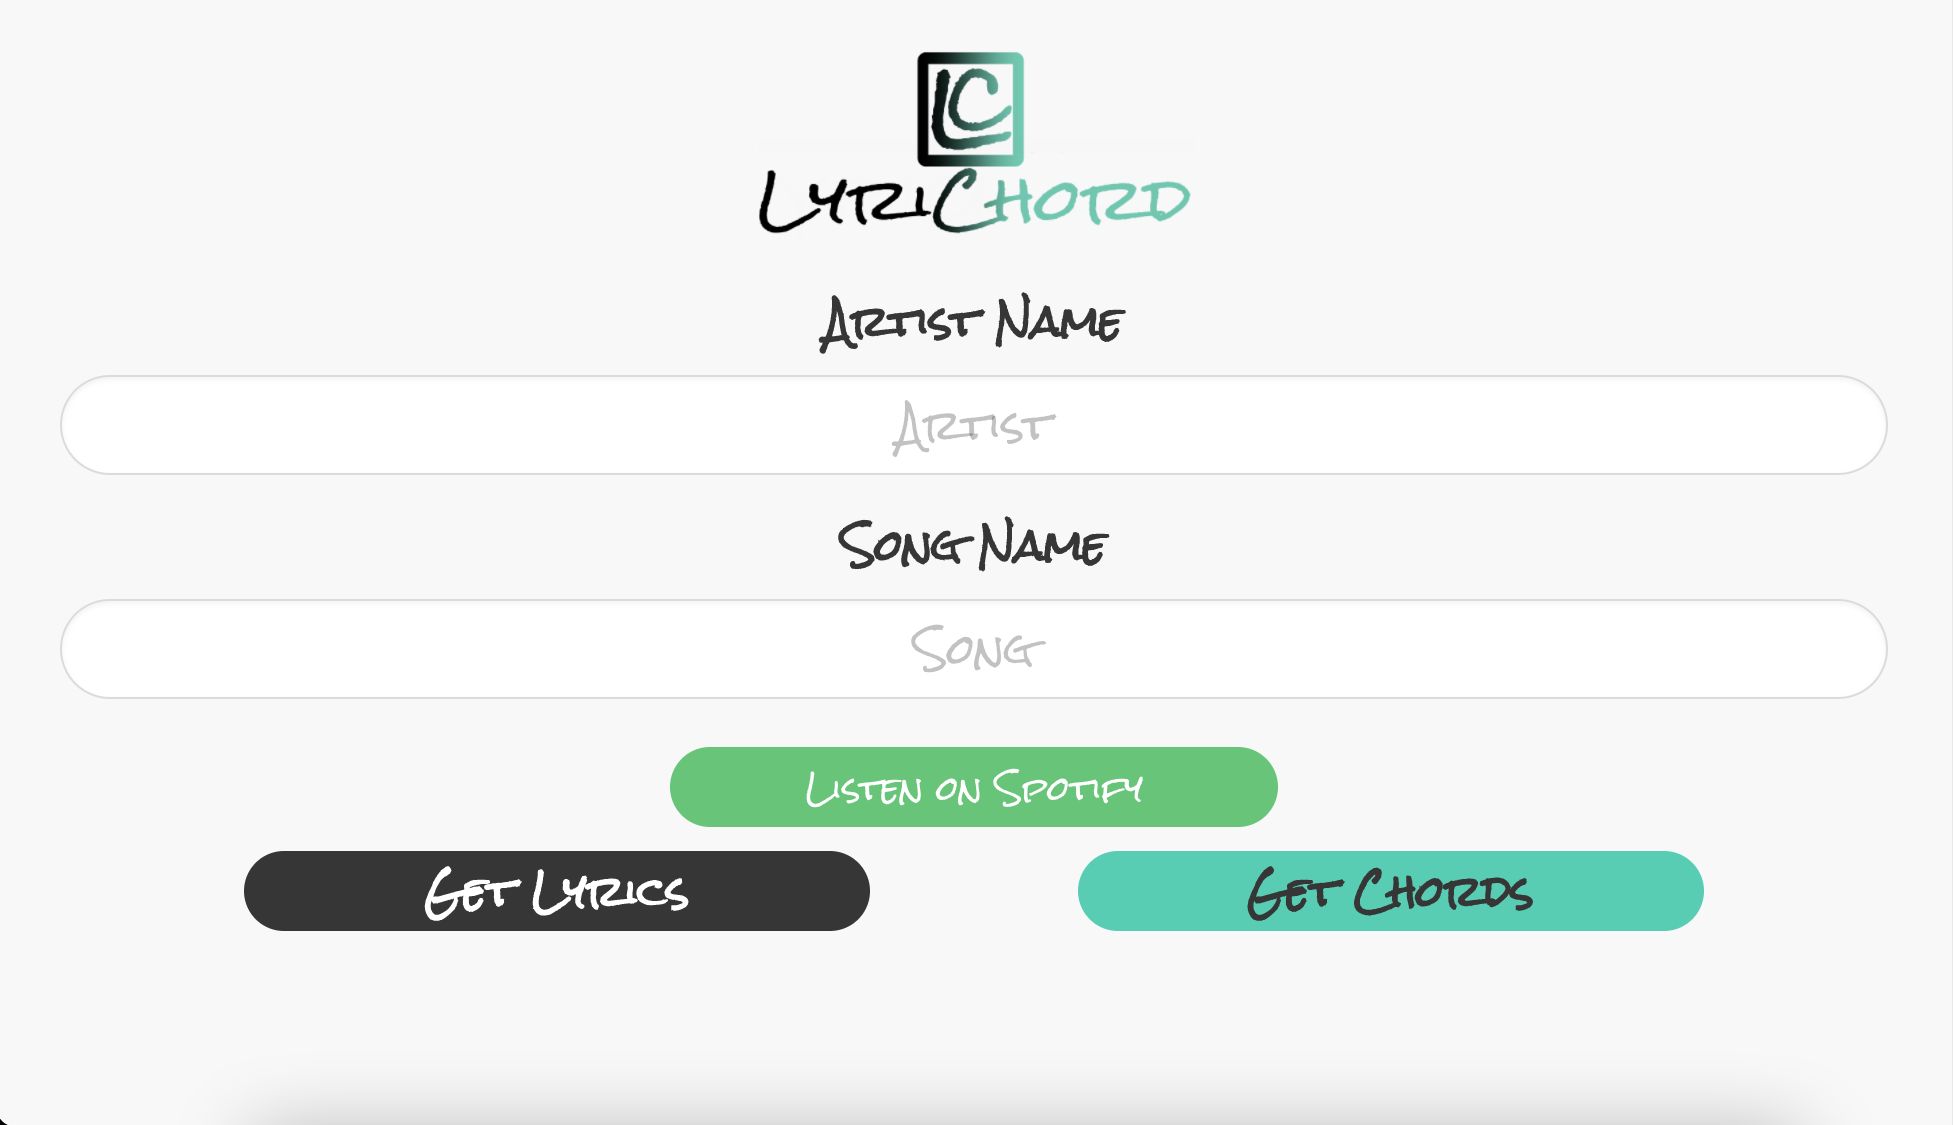 LC
LyriChord
Artist Name
Artist
Song Name
Song
Listen on Spotify
Get Lyrics
Get Chords